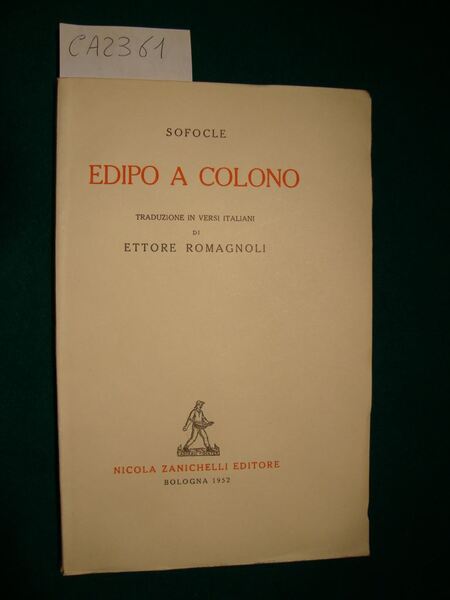 CA2361
SOFOCLE
EDIPO A COLONO
TRADUZIONE IN VERSI ITALIANI
DI
ETTORE ROMAGNOLI
NICOLA ZANICHELLI EDITORE
BOLOGNA 1952